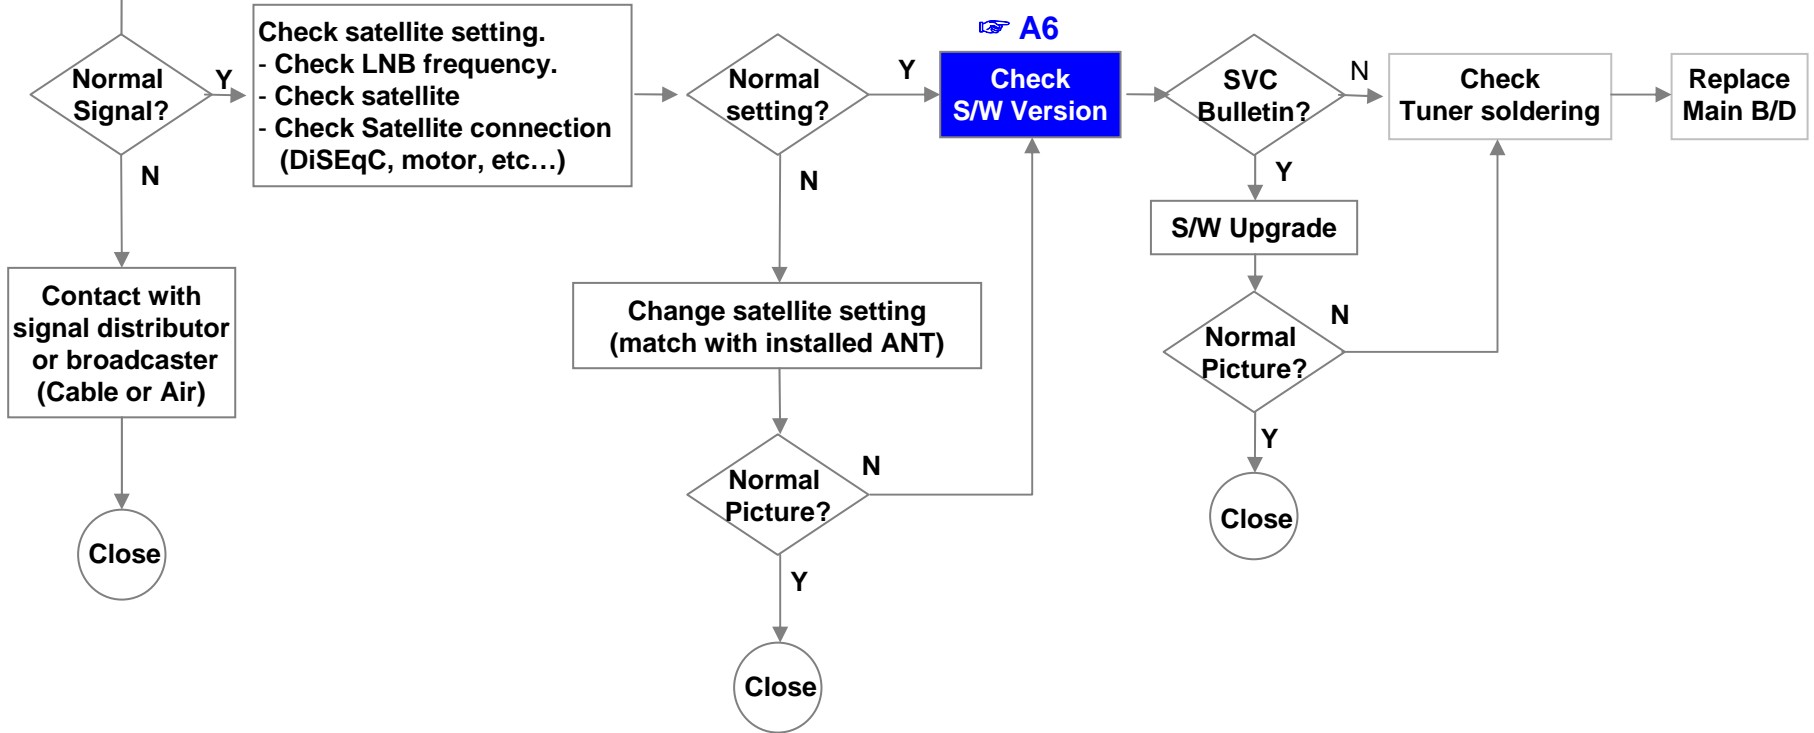 Normal
Signal?
Y
N
Check satellite setting.
- Check LNB frequency.
- Check satellite
- Check Satellite connection
(DiSEqC, motor, etc…)
Contact with
signal distributor
or broadcaster
(Cable or Air)
Close
Normal
setting?
Y
N
Change satellite setting
(match with installed ANT)
Normal
Picture?
N
Y
Close
☞ A6
Check
S/W Version
SVC
Bulletin?
N
Y
S/W Upgrade
Normal
Picture?
N
Y
Close
Check
Tuner soldering
Replace
Main B/D